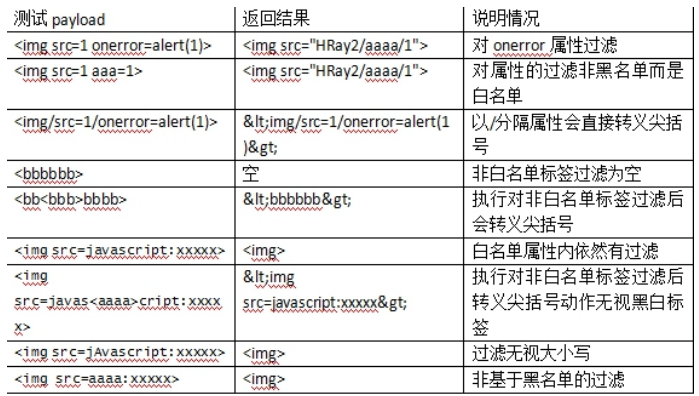 测试 payload
返回结果
说明情况
<img src=1 onerror=alert(1)>
<img src="HRay2/aaaa/1">
对 onerror 属性过滤
<img src=1 aaa=1>
<img src="HRay2/aaaa/1">
对属性的过滤非黑名单而是
白名单
<img/src=1/onerror=alert(1)>
&lt;img/src=1/onerror=alert(1
)&gt;
以/分隔属性会直接转义尖括
号
<bbbbbb>
空
非白名单标签过滤为空
<bb<bbb>bbbb>
&lt;bbbbbb&gt;
执行对非白名单标签过滤后
会转义尖括号
<img src=javascript:xxxxx>
<img>
白名单属性内依然有过滤
<img
src=javas<aaaa>cript:xxxx
x>
&lt;img
src=javascript:xxxxx&gt;
执行对非白名单标签过滤后
转义尖括号动作无视黑白标
签
<img src=jAvascript:xxxxx>
<img>
过滤无视大小写
<img src=aaaa:xxxxx>
<img>
非基于黑名单的过滤